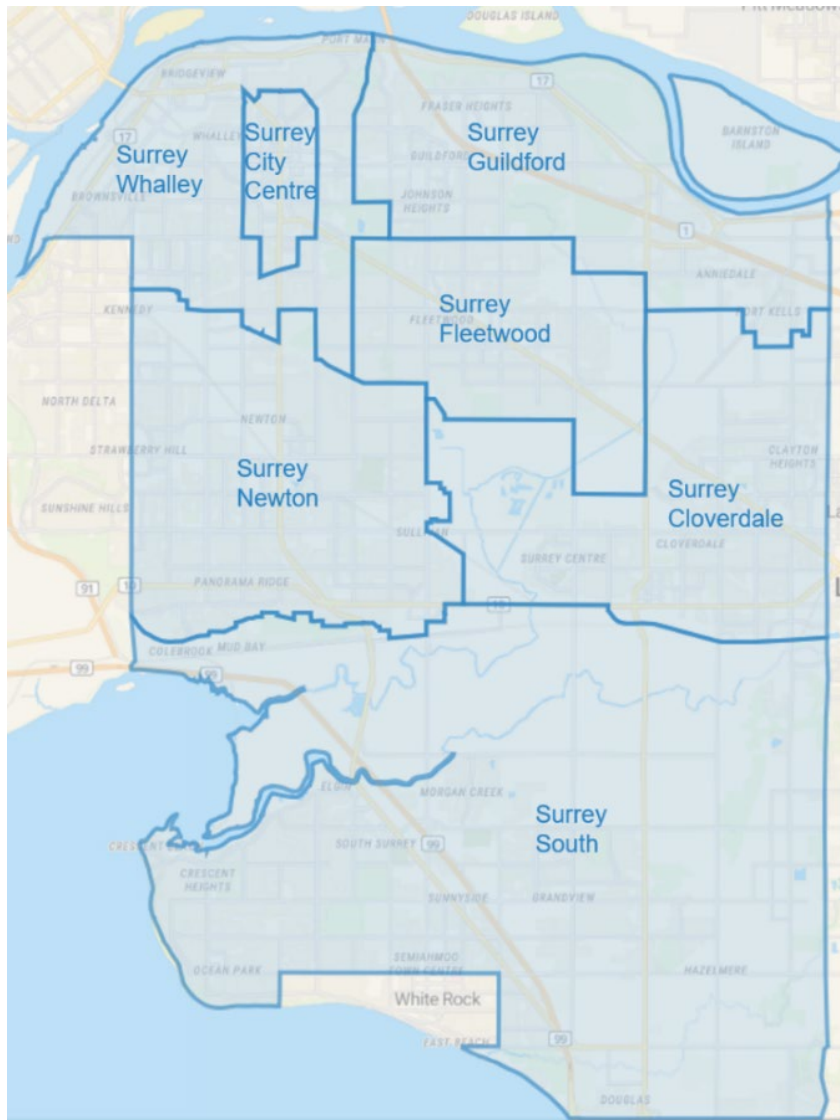 DOUGLAS ISLAND
PORT MANN
BRIDGEVIEW
17
FRASER HEIGHTS
17
WHALLEY
Surrey
City
Centre
Surrey
Guildford
BARNSTON
ISLAND
Surrey
Whalley
GUILDFORD
BROWNSVILLE
JOHNSON
HEIGHTS
1
ANNIEDALE
KENNEDY
Surrey
Fleetwood
FLEETWOOD
PORT KELLS
NORTH DELTA
NEWTON
STRAWBERRY HILL
CLAYTON
HEIGHTS
Surrey
Newton
Surrey
Cloverdale
SUNSHINE HILLS
SULLIVAN
CLOVERDALE
SURREY CENTRE
PANORAMA RIDGE
91
10
10
COLEBROOK
MUD BAY
99
99
ELGIN
MORGAN CREEK
Surrey
South
CRESCENT
SOUTH SURREY
99
CRESCENT
HEIGHTS
SUNNYSIDE
GRANDVIEW
OCEAN PARK
SEMIAHMOO
TOWN CENTRE
HAZELMERE
White Rock
EAST BEACH
99
DOUGLAS